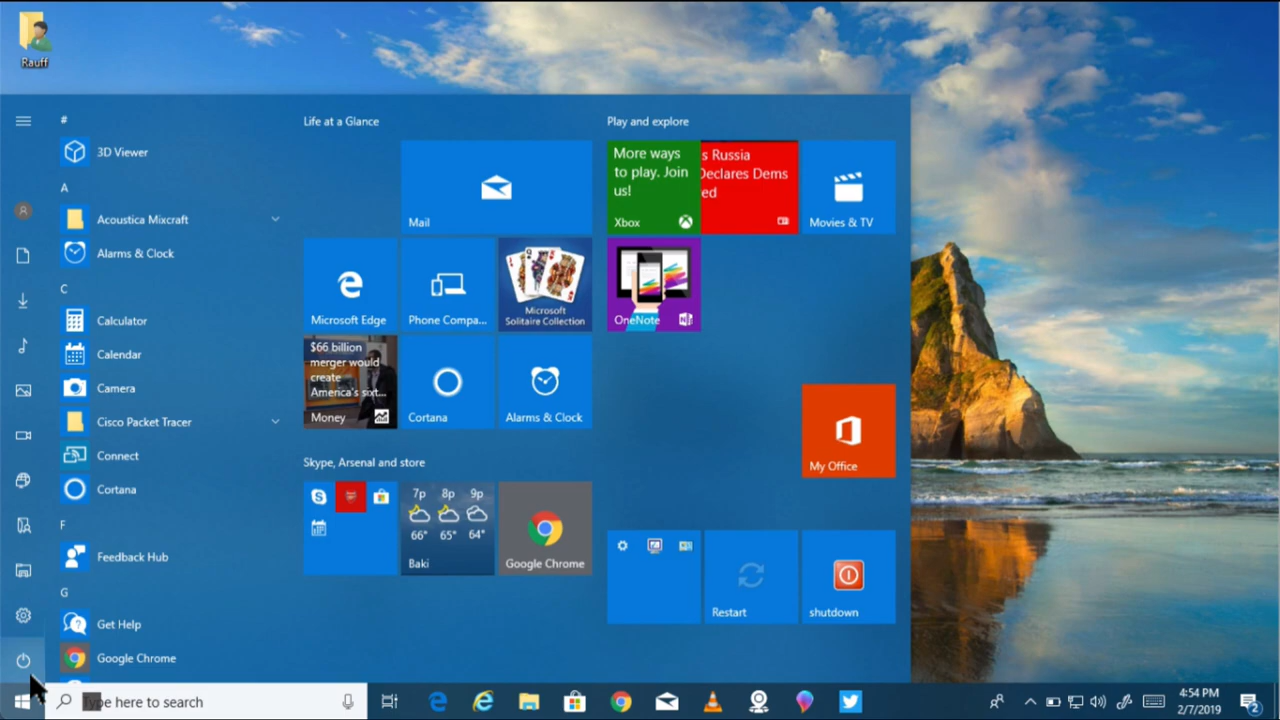 Rauff
#
3D Viewer
A
Acoustica Mixcraft
Alarms & Clock
C
Calculator
Calendar
Camera
Cisco Packet Tracer
Connect
Cortana
F
Feedback Hub
G
Get Help
Google Chrome
Life at a Glance
Mail
Microsoft Edge
Phone Compa...
Microsoft
Solitaire Collection
$66 billion
merger would
create
America's sixt...
Money
Cortana
Alarms & Clock
Skype, Arsenal and store
7p 8p 9p
66° 65° 64°
Baki
Google Chrome
Play and explore
More ways
to play. Join
us!
Xbox
s Russia
Declares Dems
ed
Movies & TV
OneNote
My Office
Restart
shutdown
Type here to search
4:54 PM
2/7/2019
2